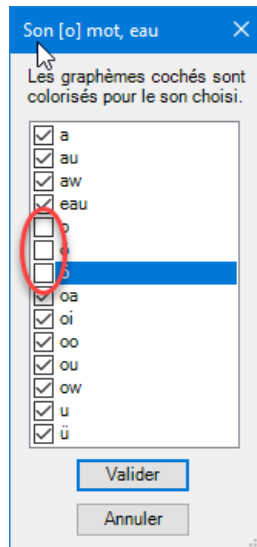 Son [o] mot, eau
Les graphèmes cochés sont
colorisés pour le son choisi.
a
au
aw
eau
o
oa
oi
oo
ou
ow
u
ü
Valider
Annuler